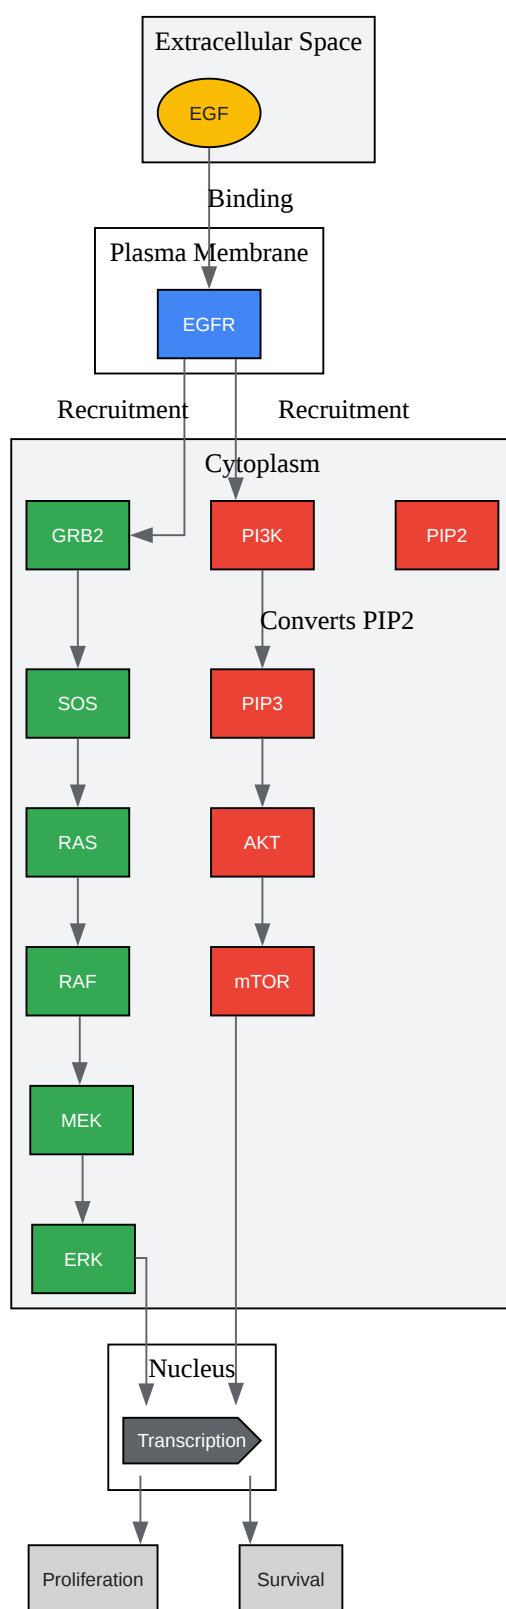 Extracellular Space
EGF
Binding
Plasma Membrane
EGFR
Recruitment
Recruitment
Cytoplasm
GRB2
PI3K
PIP2
Converts PIP2
SOS
PIP3
RAS
AKT
RAF
mTOR
MEK
ERK
Nucleus
Transcription
Proliferation
Survival